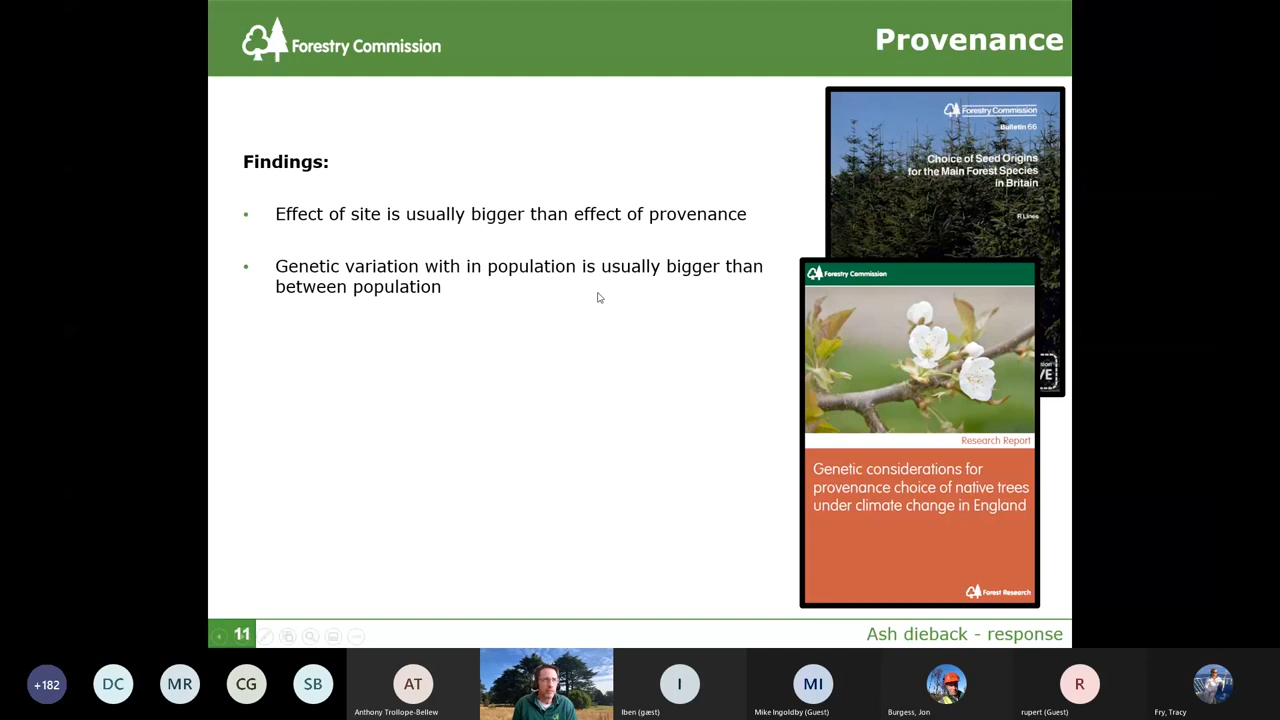 Forestry Commission
Provenance
Findings:
• Effect of site is usually bigger than effect of provenance
• Genetic variation with in population is usually bigger than
between population
Forestry Commission
Bulletin 66
Choice of Seed Origins
for the Main Forest Species
in Britain
R Lines
Forestry Commission
Research Report
Genetic considerations for
provenance choice of native trees
under climate change in England
Forest Research
11
Ash dieback - response
+182
DC
MR
CG
SB
AT
I
MI
R
Anthony Trollope-Bellew
Iben (gæst)
Mike Ingoldby (Guest)
Burgess, Jon
rupert (Guest)
Fry, Tracy